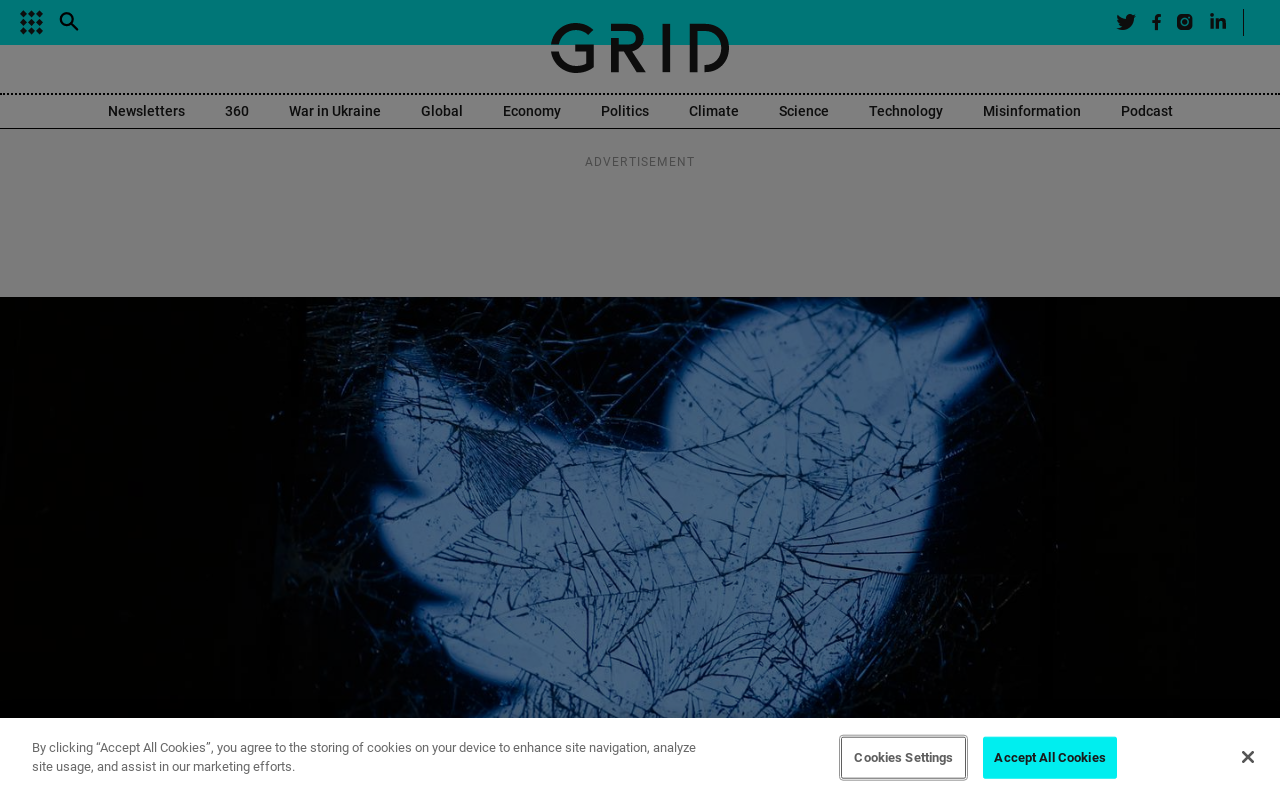 GRID
Newsletters 360 War in Ukraine Global Economy Politics Climate Science Technology Misinformation Podcast
ADVERTISEMENT
By clicking “Accept All Cookies”, you agree to the storing of cookies on your device to enhance site navigation, analyze
site usage, and assist in our marketing efforts.
Cookies Settings
Accept All Cookies